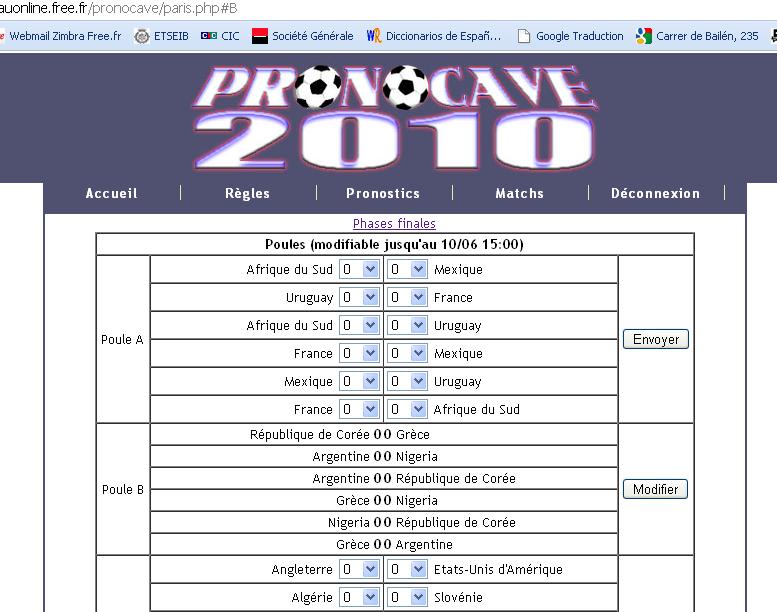 auonline.free.fr/pronocave/paris.php#B
Webmail Zimbra Free.fr ETSEIB CIC Société Générale Diccionarios de Españ... Google Traduction Carrer de Bailén, 235
PRONOCAVE
2010
Accueil | Règles | Pronostics | Matchs | Déconnexion |
Phases finales
Poules (modifiable jusqu'au 10/06 15:00)
Afrique du Sud 0 0 Mexique
Uruguay 0 0 France
Afrique du Sud 0 0 Uruguay
Poule A Envoyer
France 0 0 Mexique
Mexique 0 0 Uruguay
France 0 0 Afrique du Sud
République de Corée 0 0 Grèce
Argentine 0 0 Nigeria
Argentine 0 0 République de Corée
Poule B Modifier
Grèce 0 0 Nigeria
Nigeria 0 0 République de Corée
Grèce 0 0 Argentine
Angleterre 0 0 Etats-Unis d'Amérique
Algérie 0 0 Slovénie